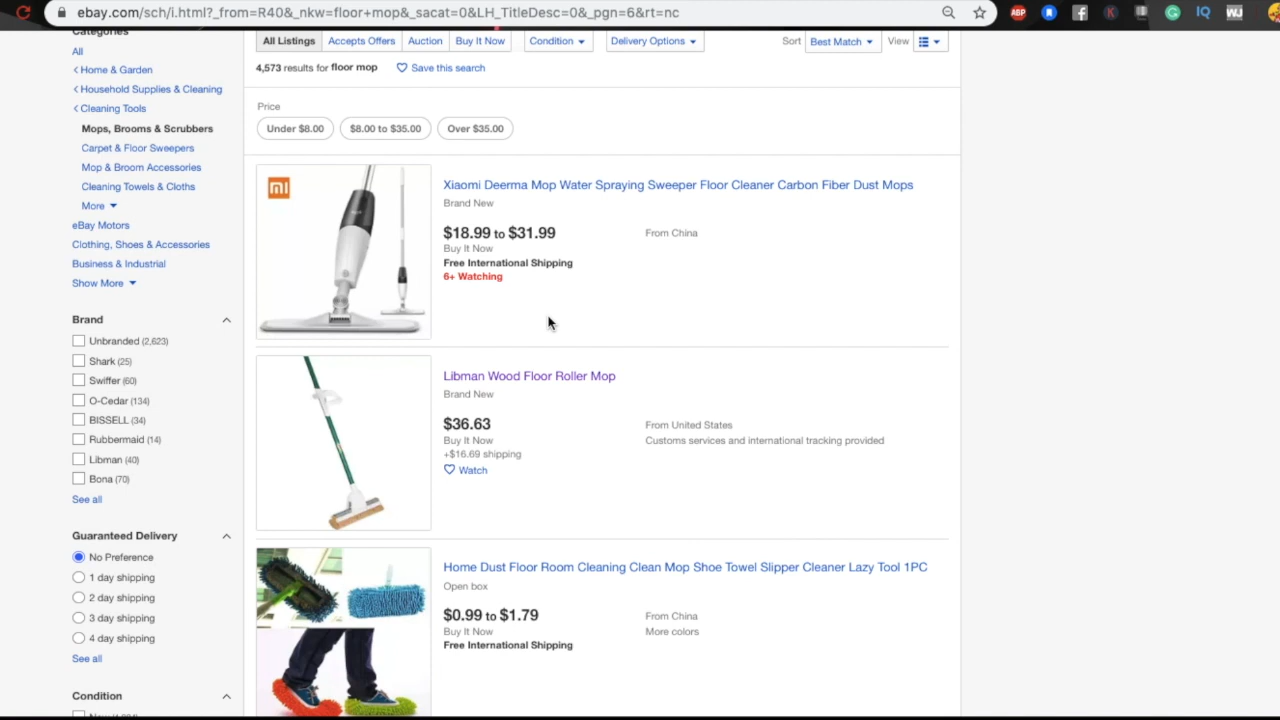 ebay.com/sch/i.html?_from=R40&_nkw=floor+mop&_sacat=0&LH_TitleDesc=0&_pgn=6&rt=nc
ABP
IQ
WJ
Categories
All
Home & Garden
Household Supplies & Cleaning
Cleaning Tools
Mops, Brooms & Scrubbers
Carpet & Floor Sweepers
Mop & Broom Accessories
Cleaning Towels & Cloths
More
eBay Motors
Clothing, Shoes & Accessories
Business & Industrial
Show More
Brand
Unbranded (2,623)
Shark (25)
Swiffer (60)
O-Cedar (134)
BISSELL (34)
Rubbermaid (14)
Libman (40)
Bona (70)
See all
Guaranteed Delivery
No Preference
1 day shipping
2 day shipping
3 day shipping
4 day shipping
See all
Condition
All Listings Accepts Offers Auction Buy It Now Condition Delivery Options Sort Best Match View
4,573 results for floor mop Save this search
Price
Under $8.00 $8.00 to $35.00 Over $35.00
Xiaomi Deerma Mop Water Spraying Sweeper Floor Cleaner Carbon Fiber Dust Mops
Brand New
$18.99 to $31.99 From China
Buy It Now
Free International Shipping
6+ Watching
Libman Wood Floor Roller Mop
Brand New
$36.63 From United States
Buy It Now Customs services and international tracking provided
+$16.69 shipping
Watch
Home Dust Floor Room Cleaning Clean Mop Shoe Towel Slipper Cleaner Lazy Tool 1PC
Open box
$0.99 to $1.79 From China
Buy It Now More colors
Free International Shipping